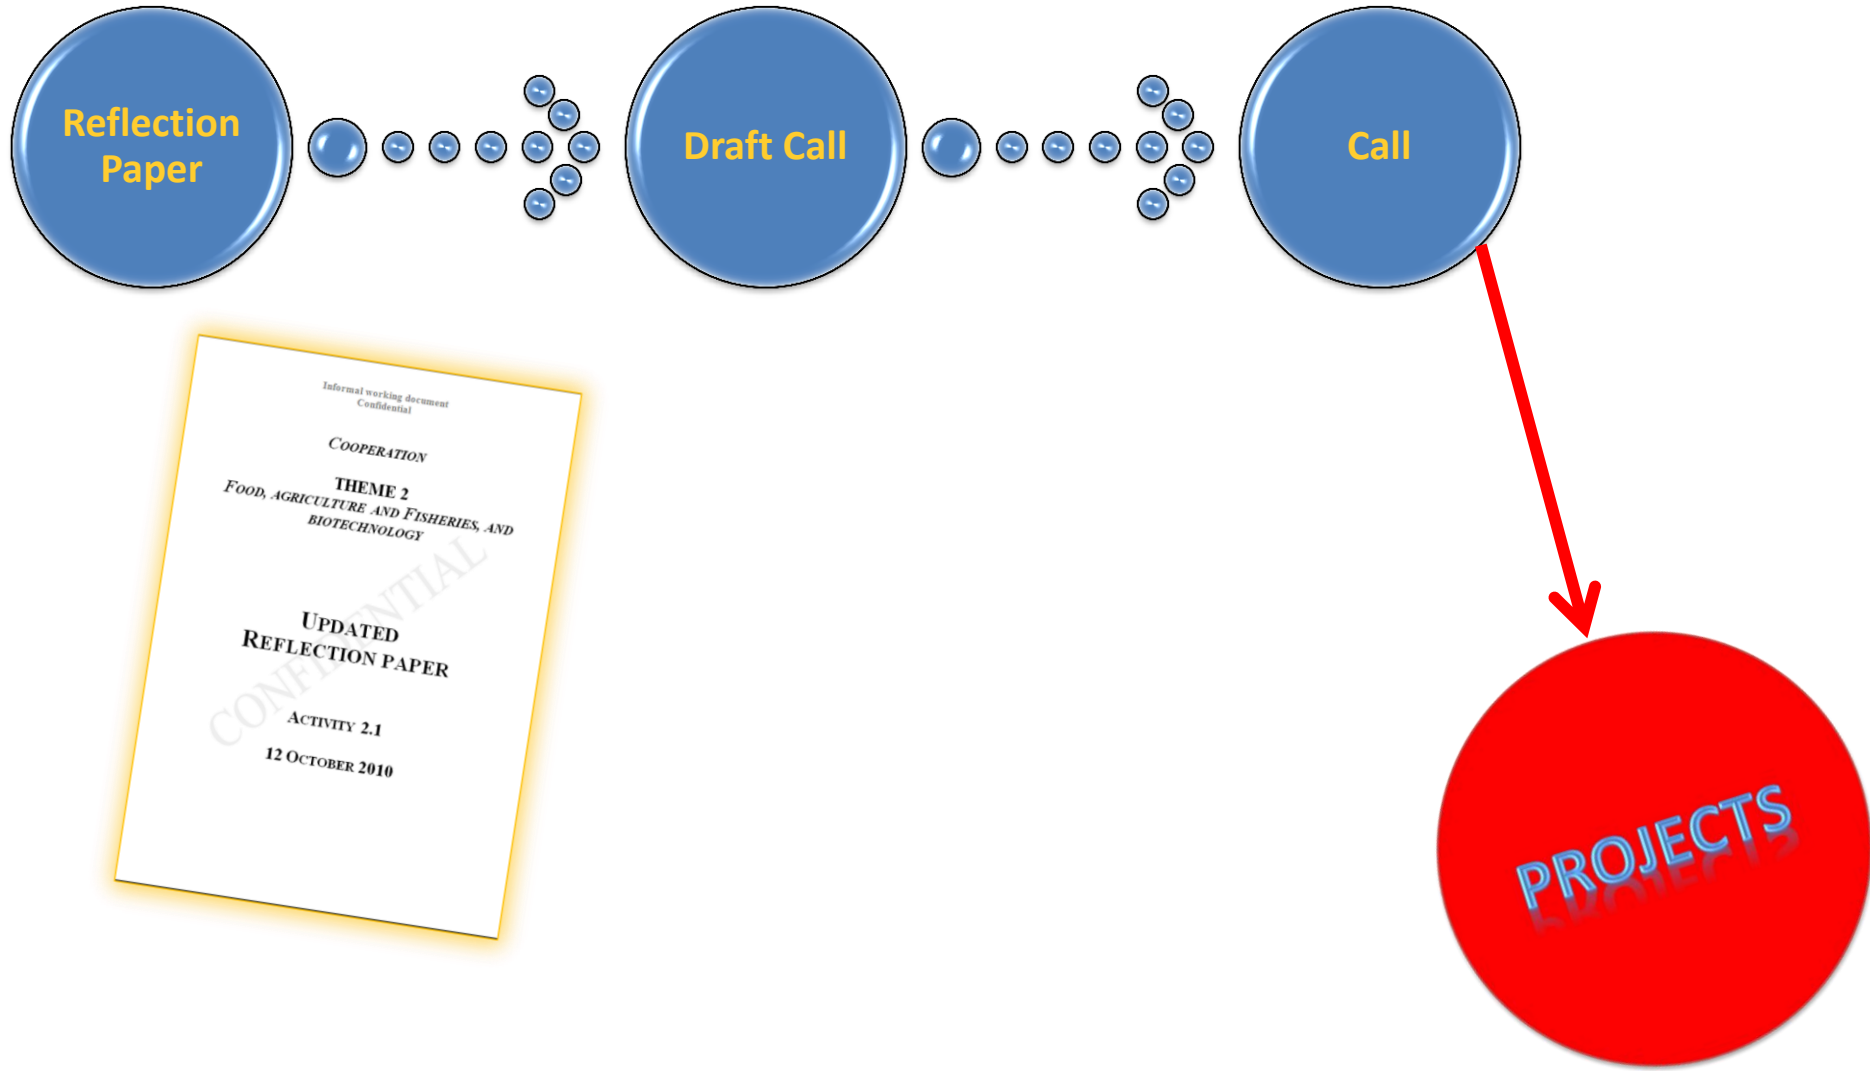 Reflection
Paper
Draft Call
Call
Informal working document
Confidential
COOPERATION
THEME 2
FOOD, AGRICULTURE AND FISHERIES, AND
BIOTECHNOLOGY
CONFIDENTIAL
UPDATED
REFLECTION PAPER
ACTIVITY 2.1
12 OCTOBER 2010
PROJECTS